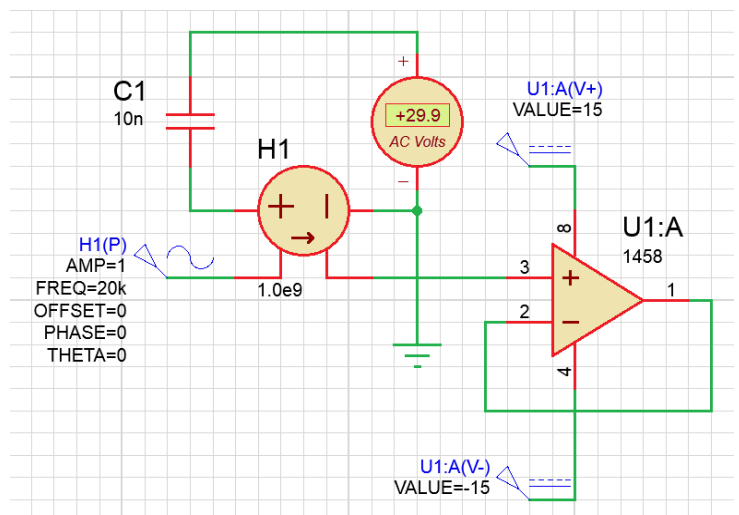 C1
10n
+
+29.9
AC Volts
−
H1
+ −
1.0e9
H1(P)
AMP=1
FREQ=20k
OFFSET=0
PHASE=0
THETA=0
U1:A(V+)
VALUE=15
U1:A
1458
8
3
+
2
−
1
4
U1:A(V-)
VALUE=-15